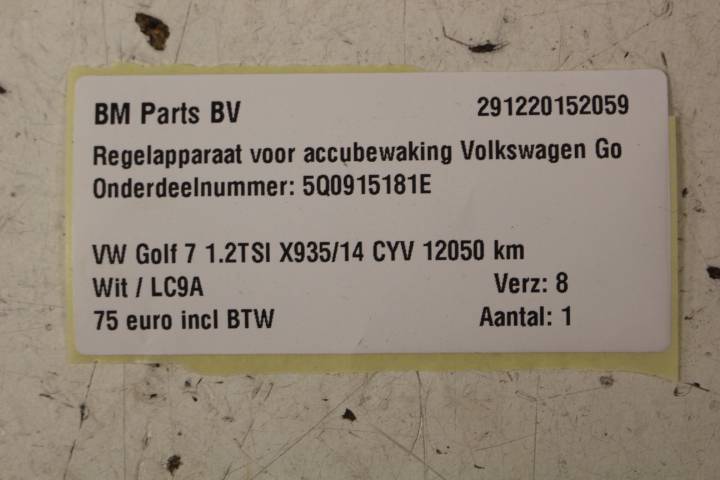 BM Parts BV 291220152059
Regelapparaat voor accubewaking Volkswagen Go
Onderdeelnummer: 5Q0915181E
VW Golf 7 1.2TSI X935/14 CYV 12050 km
Wit / LC9A Verz: 8
75 euro incl BTW Aantal: 1